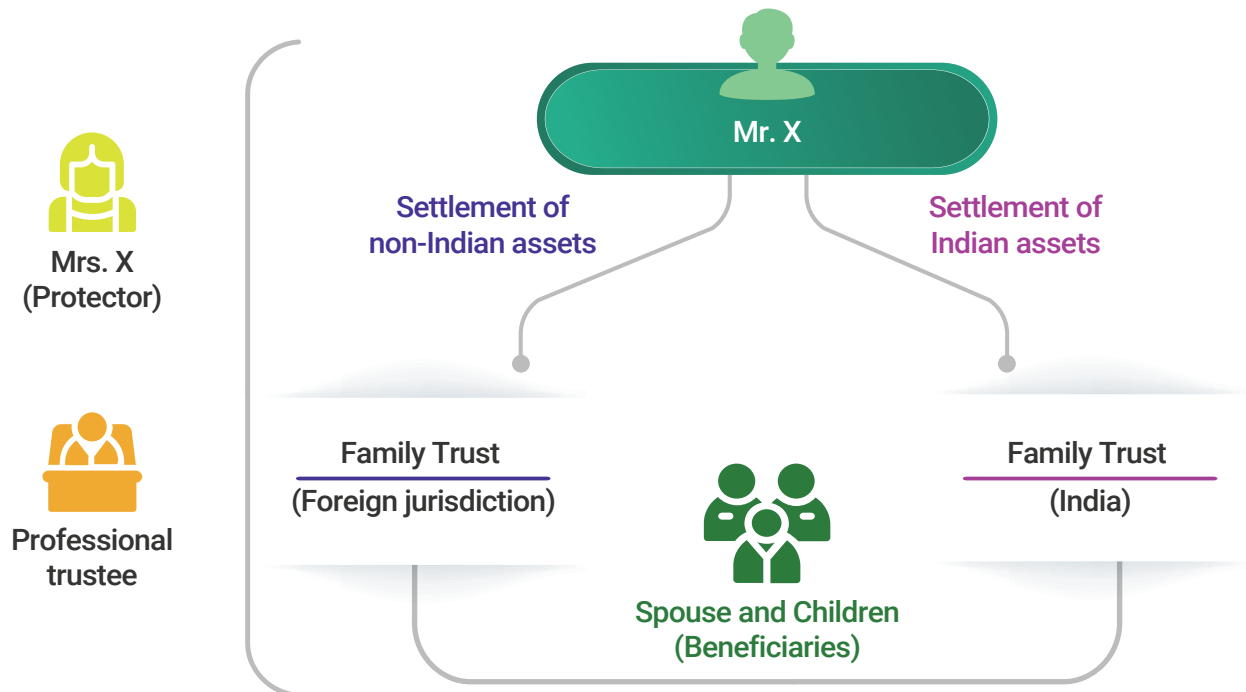 Mr. X
Settlement of
non-Indian assets
Settlement of
Indian assets
Mrs. X
(Protector)
Family Trust
(Foreign jurisdiction)
Family Trust
(India)
Professional
trustee
Spouse and Children
(Beneficiaries)